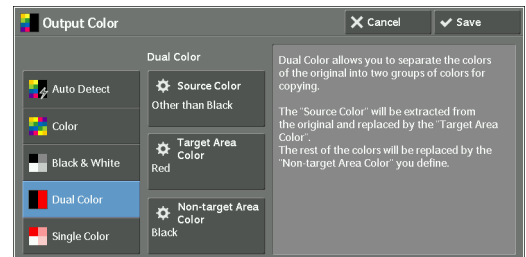 Output Color
Cancel
Save
Auto Detect
Color
Black & White
Dual Color
Single Color
Dual Color
Source Color
Other than Black
Target Area
Color
Red
Non-target Area
Color
Black
Dual Color allows you to separate the colors
of the original into two groups of colors for
copying.
The "Source Color" will be extracted from
the original and replaced by the "Target Area
Color".
The rest of the colors will be replaced by the
"Non-target Area Color" you define.